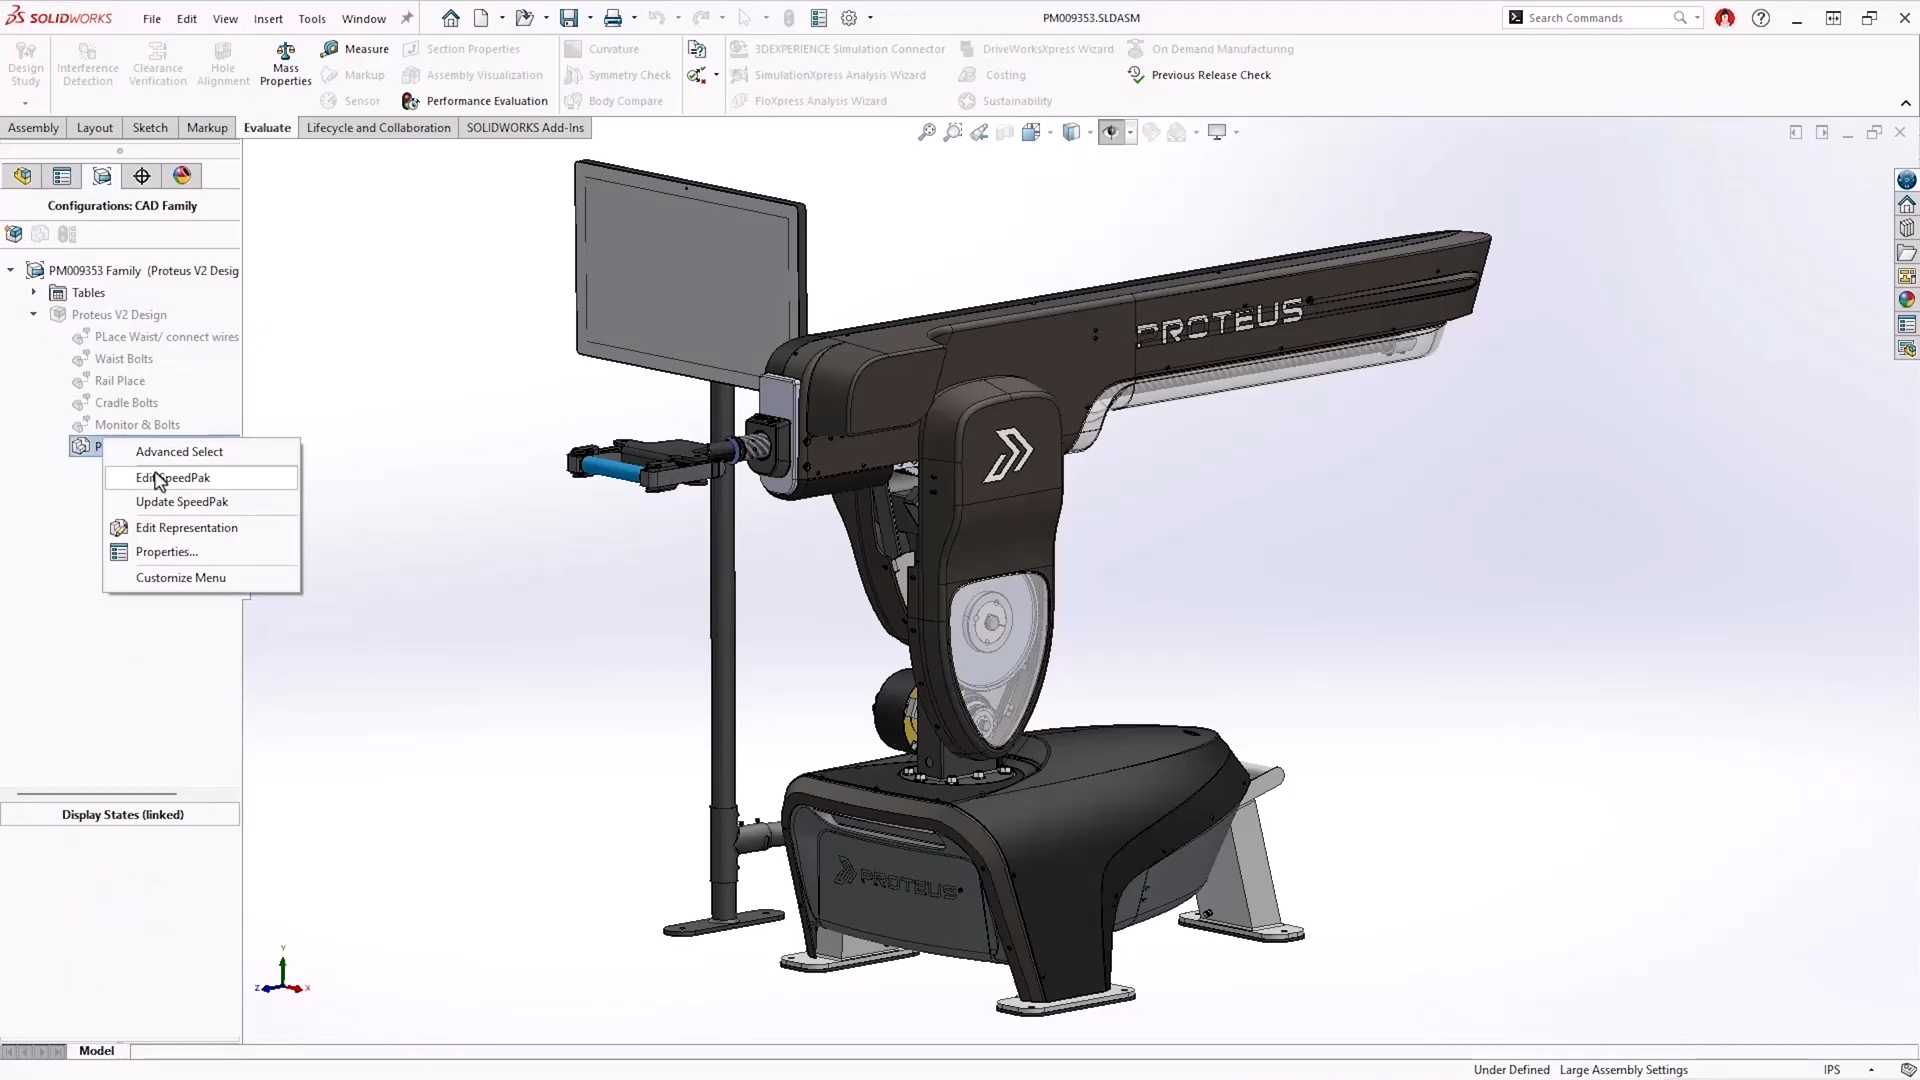 SOLIDWORKS File Edit View Insert Tools Window PM009353.SLDASM Search Commands
Design Study
Interference Detection
Clearance Verification
Hole Alignment
Mass Properties
Measure
Markup
Sensor
Section Properties
Assembly Visualization
Performance Evaluation
Curvature
Symmetry Check
Body Compare
3DEXPERIENCE Simulation Connector
SimulationXpress Analysis Wizard
FloXpress Analysis Wizard
DriveWorksXpress Wizard
Costing
Sustainability
On Demand Manufacturing
Previous Release Check
Assembly Layout Sketch Markup Evaluate Lifecycle and Collaboration SOLIDWORKS Add-Ins
Configurations: CAD Family
PM009353 Family (Proteus V2 Desig
Tables
Proteus V2 Design
PLace Waist/ connect wires
Waist Bolts
Rail Place
Cradle Bolts
Monitor & Bolts
P
Advanced Select
Edit SpeedPak
Update SpeedPak
Edit Representation
Properties...
Customize Menu
Display States (linked)
PROTEUS
PROTEUS
Y
Z X
Model
Under Defined Large Assembly Settings IPS